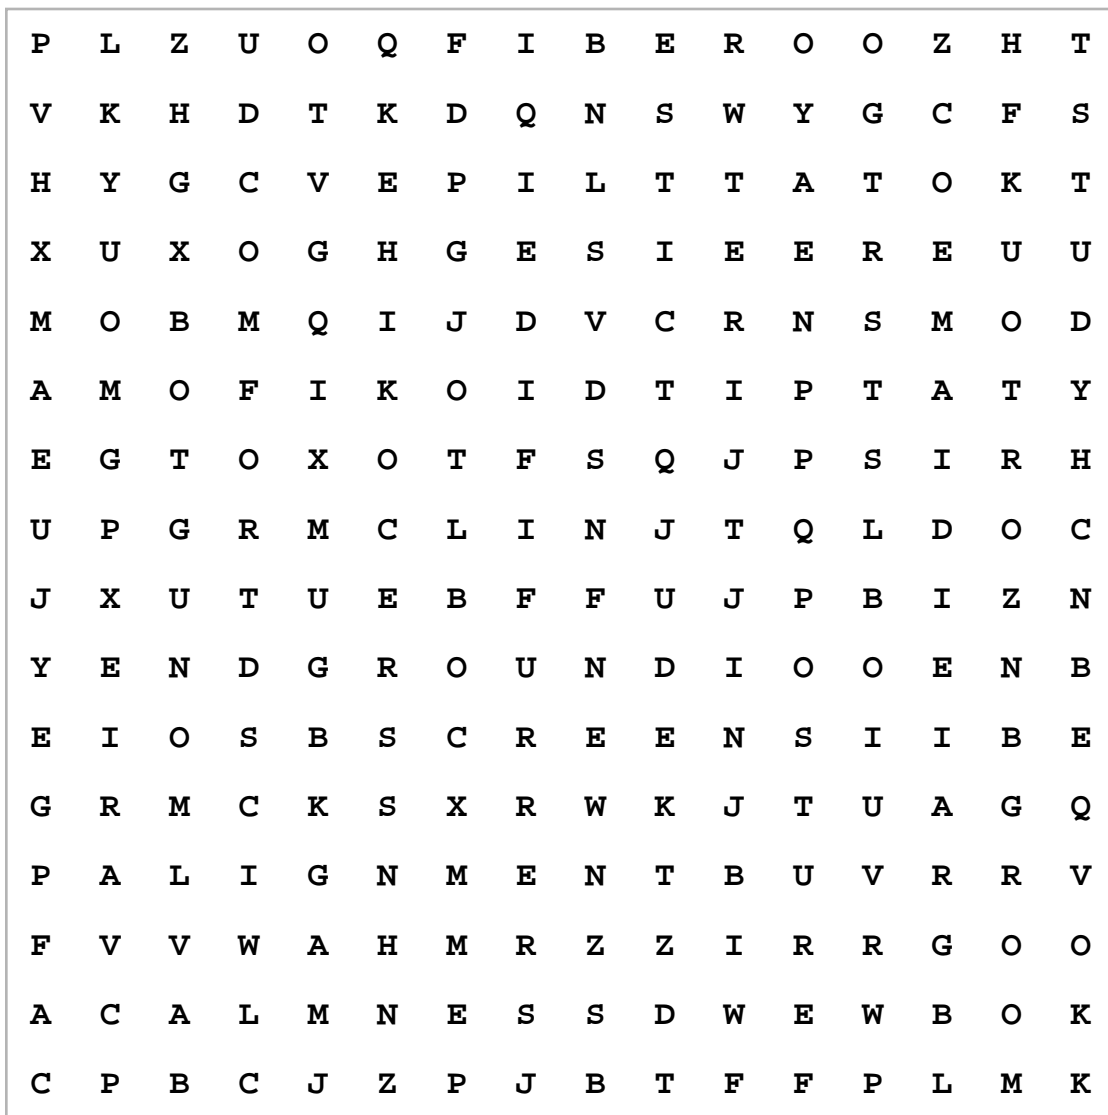 P L Z U O Q F I B E R O O Z H T
V K H D T K D Q N S W Y G C F S
H Y G C V E P I L T T A T O K T
X U X O G H G E S I E E R E U U
M O B M Q I J D V C R N S M O D
A M O F I K O I D T I P T A T Y
E G T O X O T F S Q J P S I R H
U P G R M C L I N J T Q L D O C
J X U T U E B F F U J P B I Z N
Y E N D G R O U N D I O O E N B
E I O S B S C R E E N S I I B E
G R M C K S X R W K J T U A G Q
P A L I G N M E N T B U V R R V
F V V W A H M R Z Z I R R G O O
A C A L M N E S S D W E W B O K
C P B C J Z P J B T F F P L M K